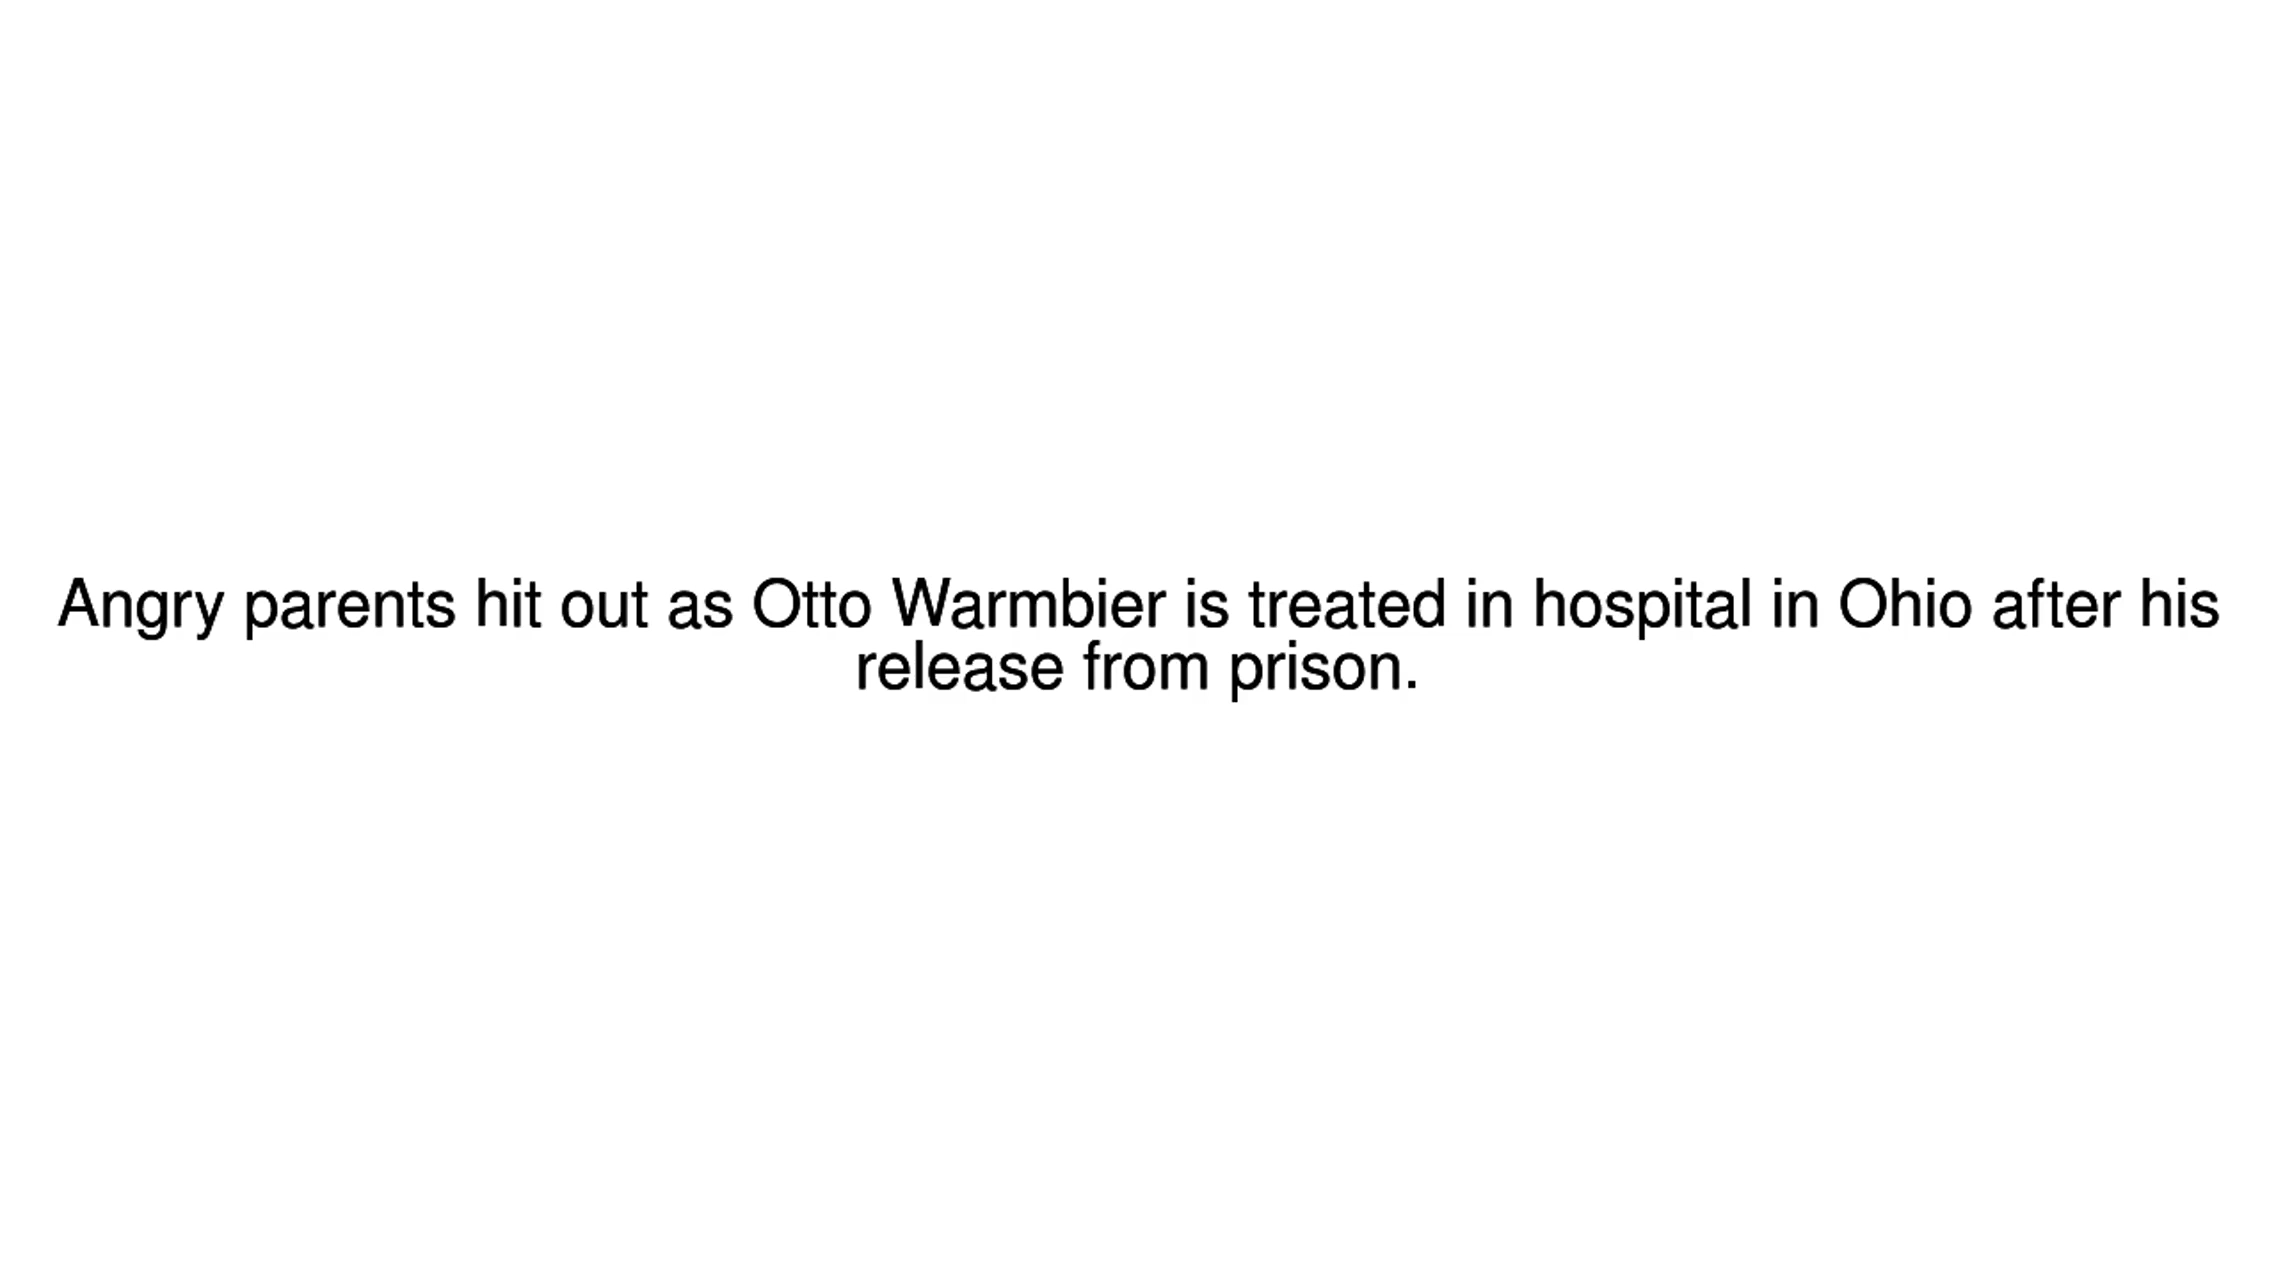 Angry parents hit out as Otto Warmbier is treated in hospital in Ohio after his
release from prison.